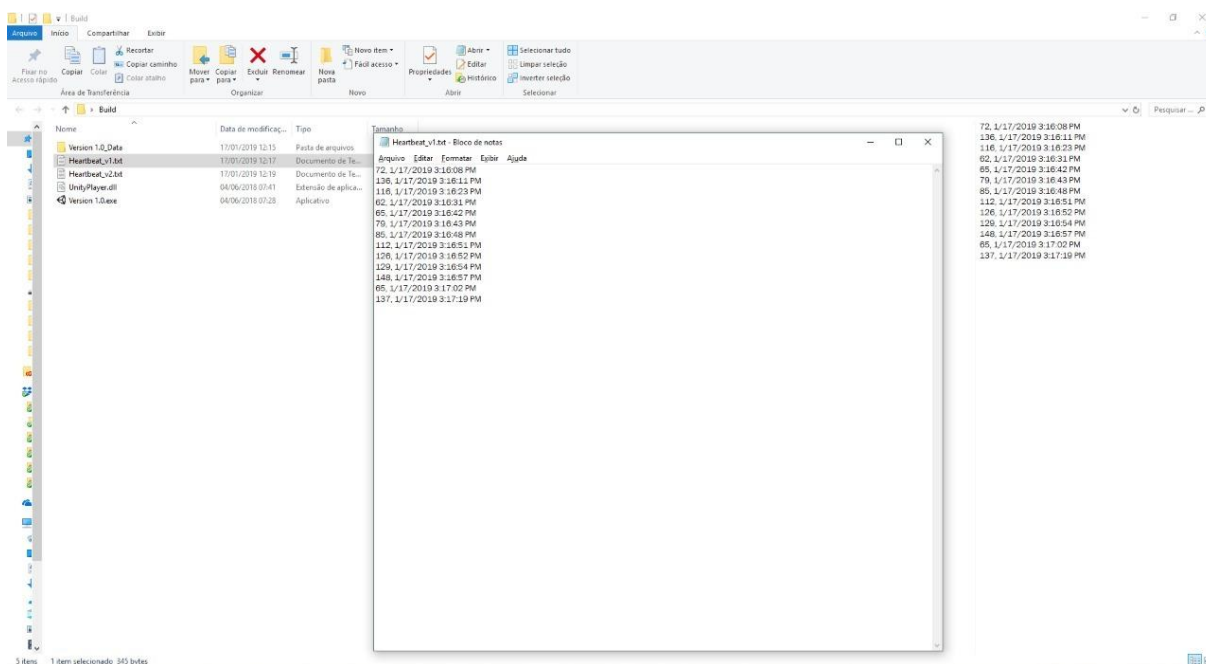 Build
Arquivo Início Compartilhar Exibir
Fixar no Acesso rápido
Copiar
Colar
Recortar
Copiar caminho
Colar atalho
Área de Transferência
Mover para
Copiar para
Excluir
Renomear
Organizar
Nova pasta
Novo item
Fácil acesso
Novo
Propriedades
Abrir
Editar
Histórico
Abrir
Selecionar tudo
Limpar seleção
Inverter seleção
Selecionar
Build
Pesquisar ...
Nome Data de modificaç... Tipo Tamanho
Version 1.0_Data 17/01/2019 12:15 Pasta de arquivos
Heartbeat_v1.txt 17/01/2019 12:17 Documento de Te...
Heartbeat_v2.txt 17/01/2019 12:19 Documento de Te...
UnityPlayer.dll 04/06/2018 07:41 Extensão de aplica...
Version 1.0.exe 04/06/2018 07:28 Aplicativo
Heartbeat_v1.txt - Bloco de notas
Arquivo Editar Formatar Exibir Ajuda
72, 1/17/2019 3:16:08 PM
136, 1/17/2019 3:16:11 PM
116, 1/17/2019 3:16:23 PM
62, 1/17/2019 3:16:31 PM
65, 1/17/2019 3:16:42 PM
79, 1/17/2019 3:16:43 PM
85, 1/17/2019 3:16:48 PM
112, 1/17/2019 3:16:51 PM
126, 1/17/2019 3:16:52 PM
129, 1/17/2019 3:16:54 PM
148, 1/17/2019 3:16:57 PM
65, 1/17/2019 3:17:02 PM
137, 1/17/2019 3:17:19 PM
72, 1/17/2019 3:16:08 PM
136, 1/17/2019 3:16:11 PM
116, 1/17/2019 3:16:23 PM
62, 1/17/2019 3:16:31 PM
65, 1/17/2019 3:16:42 PM
79, 1/17/2019 3:16:43 PM
85, 1/17/2019 3:16:48 PM
112, 1/17/2019 3:16:51 PM
126, 1/17/2019 3:16:52 PM
129, 1/17/2019 3:16:54 PM
148, 1/17/2019 3:16:57 PM
65, 1/17/2019 3:17:02 PM
137, 1/17/2019 3:17:19 PM
5 itens 1 item selecionado 345 bytes